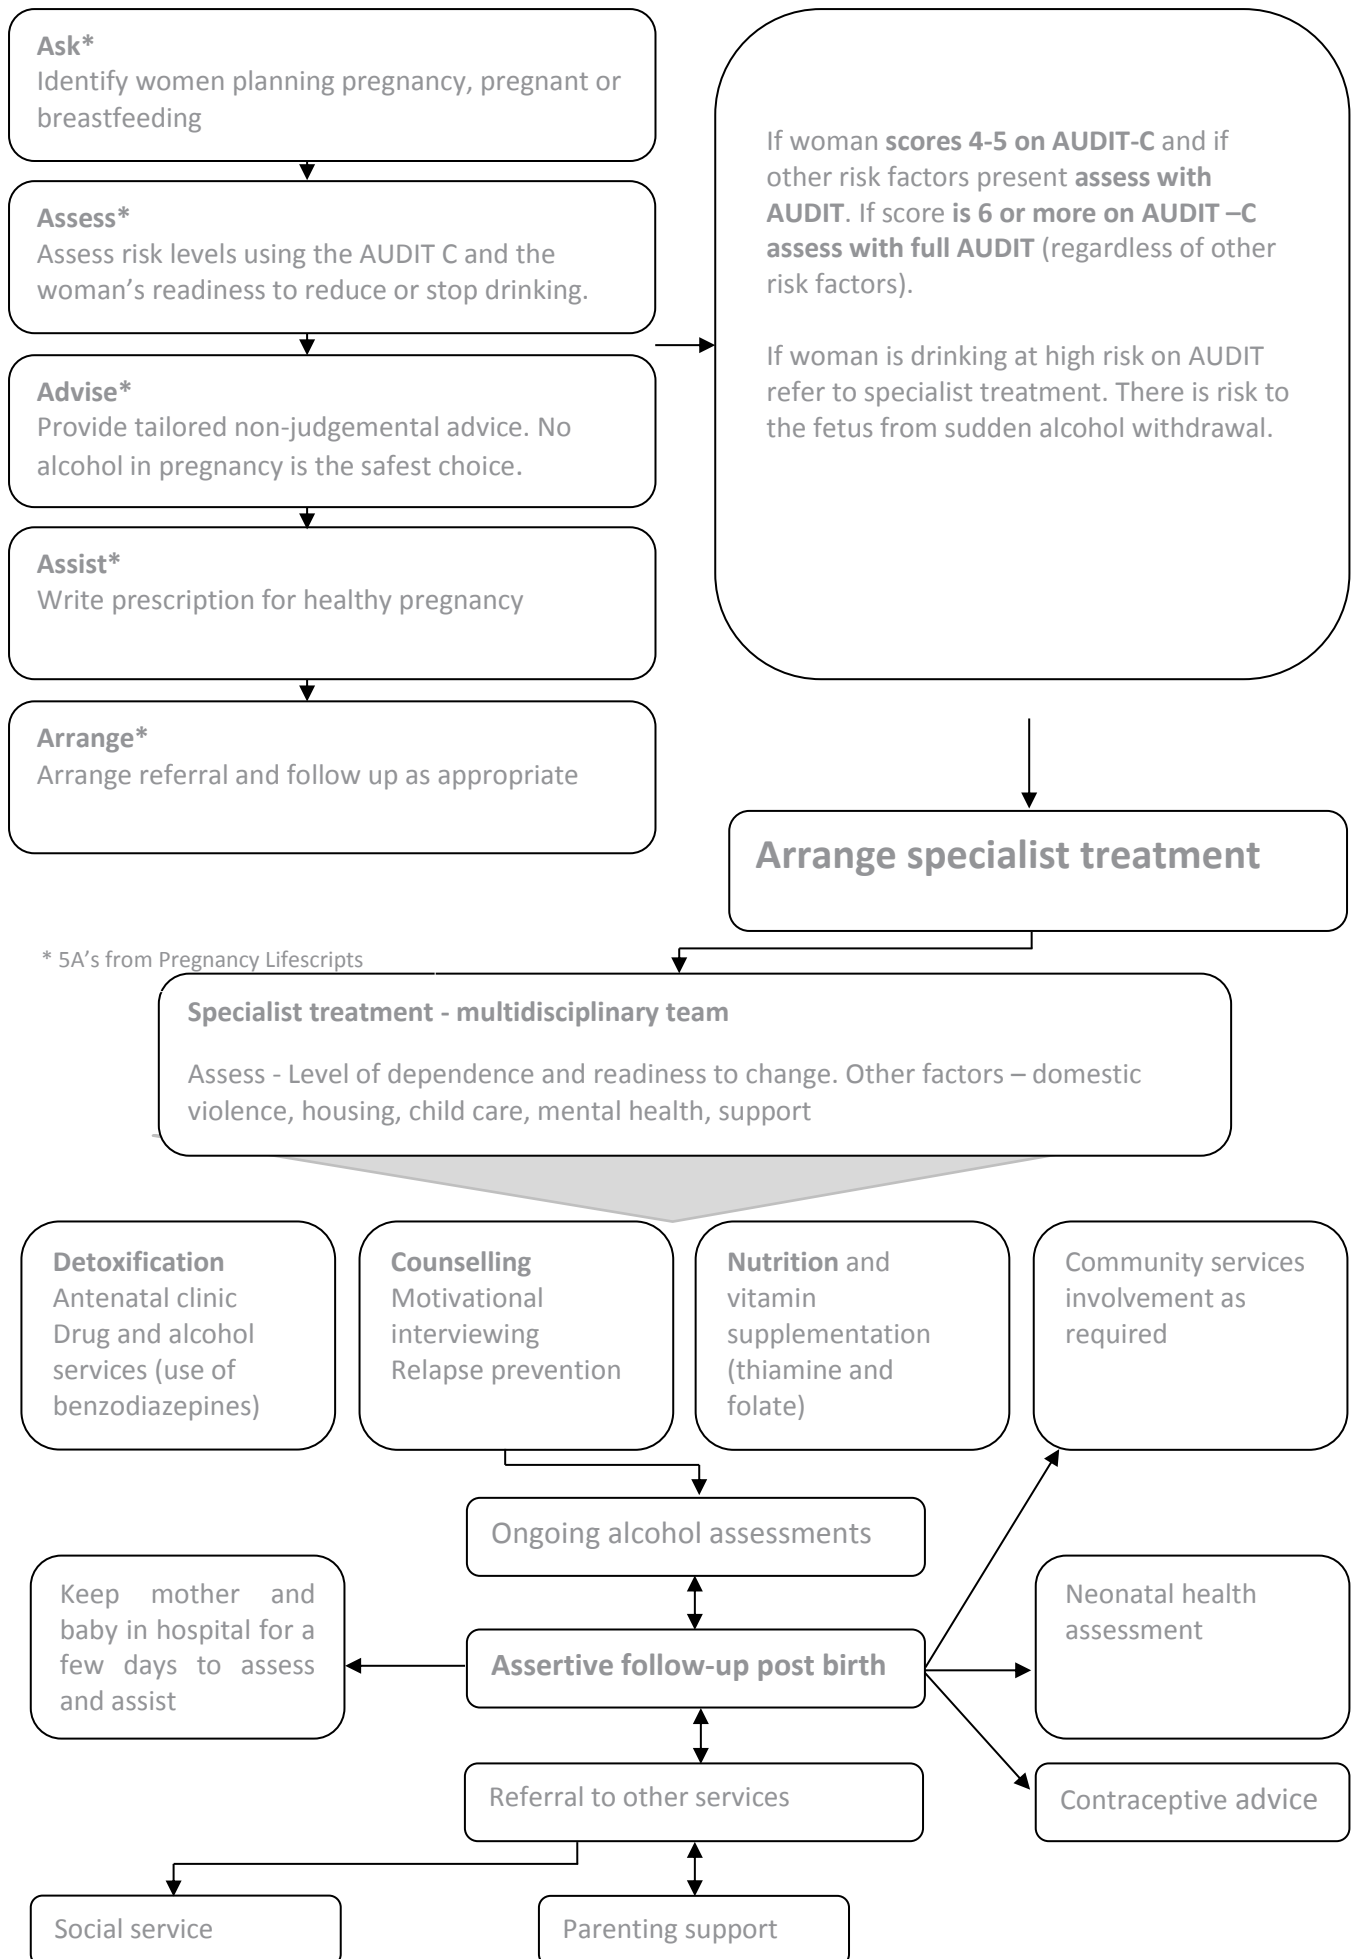 Ask*
Identify women planning pregnancy, pregnant or
breastfeeding
Assess*
Assess risk levels using the AUDIT C and the
woman's readiness to reduce or stop drinking.
Advise*
Provide tailored non-judgemental advice. No
alcohol in pregnancy is the safest choice.
Assist*
Write prescription for healthy pregnancy
Arrange*
Arrange referral and follow up as appropriate
If woman scores 4-5 on AUDIT-C and if
other risk factors present assess with
AUDIT. If score is 6 or more on AUDIT –C
assess with full AUDIT (regardless of other
risk factors).
If woman is drinking at high risk on AUDIT
refer to specialist treatment. There is risk to
the fetus from sudden alcohol withdrawal.
Arrange specialist treatment
* 5A's from Pregnancy Lifescripts
Specialist treatment - multidisciplinary team
Assess - Level of dependence and readiness to change. Other factors – domestic
violence, housing, child care, mental health, support
Detoxification
Antenatal clinic
Drug and alcohol
services (use of
benzodiazepines)
Counselling
Motivational
interviewing
Relapse prevention
Nutrition and
vitamin
supplementation
(thiamine and
folate)
Community services
involvement as
required
Ongoing alcohol assessments
Keep mother and
baby in hospital for a
few days to assess
and assist
Assertive follow-up post birth
Neonatal health
assessment
Referral to other services
Contraceptive advice
Social service
Parenting support